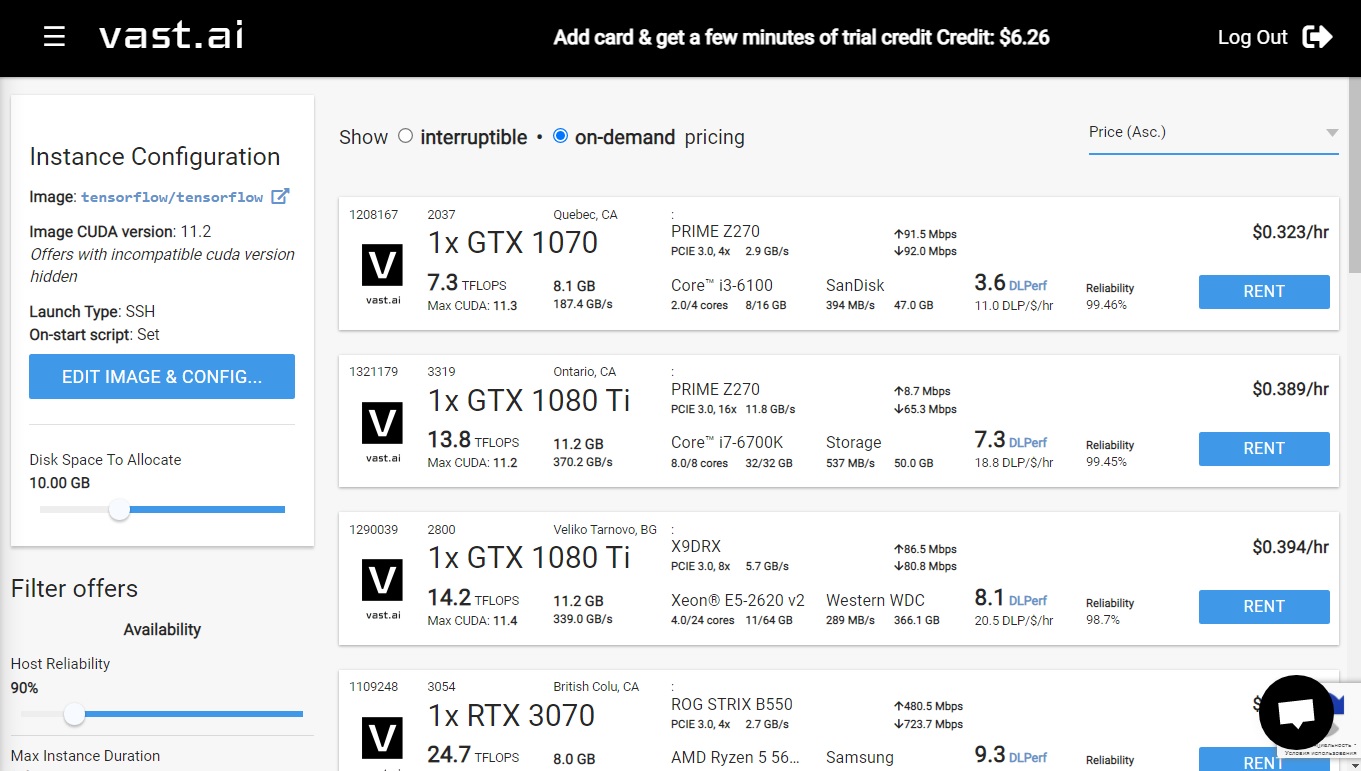 vast.ai
Add card & get a few minutes of trial credit Credit: $6.26
Log Out
Instance Configuration
Image: tensorflow/tensorflow
Image CUDA version: 11.2
Offers with incompatible cuda version
hidden
Launch Type: SSH
On-start script: Set
EDIT IMAGE & CONFIG...
Disk Space To Allocate
10.00 GB
Filter offers
Availability
Host Reliability
90%
Max Instance Duration
Show interruptible • on-demand pricing
Price (Asc.)
1208167 2037 Quebec, CA :
V
vast.ai
1x GTX 1070
PRIME Z270
PCIE 3.0, 4x 2.9 GB/s
↑91.5 Mbps
↓92.0 Mbps
$0.323/hr
7.3 TFLOPS 8.1 GB
Max CUDA: 11.3 187.4 GB/s
Core™ i3-6100 SanDisk
2.0/4 cores 8/16 GB 394 MB/s 47.0 GB
3.6 DLPerf
11.0 DLP/$/hr
Reliability
99.46%
RENT
1321179 3319 Ontario, CA :
V
vast.ai
1x GTX 1080 Ti
PRIME Z270
PCIE 3.0, 16x 11.8 GB/s
↑8.7 Mbps
↓65.3 Mbps
$0.389/hr
13.8 TFLOPS 11.2 GB
Max CUDA: 11.2 370.2 GB/s
Core™ i7-6700K Storage
8.0/8 cores 32/32 GB 537 MB/s 50.0 GB
7.3 DLPerf
18.8 DLP/$/hr
Reliability
99.45%
RENT
1290039 2800 Veliko Tarnovo, BG :
V
vast.ai
1x GTX 1080 Ti
X9DRX
PCIE 3.0, 8x 5.7 GB/s
↑86.5 Mbps
↓80.8 Mbps
$0.394/hr
14.2 TFLOPS 11.2 GB
Max CUDA: 11.4 339.0 GB/s
Xeon® E5-2620 v2 Western WDC
4.0/24 cores 11/64 GB 289 MB/s 366.1 GB
8.1 DLPerf
20.5 DLP/$/hr
Reliability
98.7%
RENT
1109248 3054 British Colu, CA :
V
1x RTX 3070
ROG STRIX B550
PCIE 3.0, 4x 2.7 GB/s
↑480.5 Mbps
↓723.7 Mbps
$
24.7 TFLOPS 8.0 GB
AMD Ryzen 5 56... Samsung
9.3 DLPerf
Reliability
RENT
Условия использования